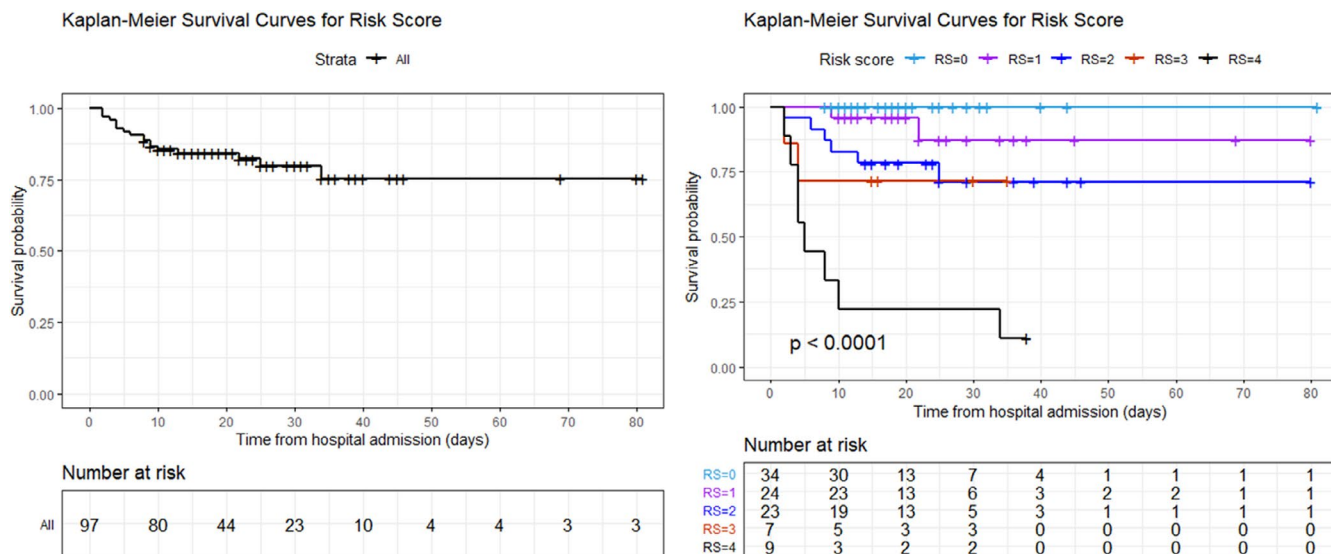 Kaplan-Meier Survival Curves for Risk Score
Strata All
1.00
0.75
0.50
0.25
0.00
Survival probability
0 10 20 30 40 50 60 70 80
Time from hospital admission (days)
Number at risk
All 97 80 44 23 10 4 4 3 3
Kaplan-Meier Survival Curves for Risk Score
Risk score RS=0 RS=1 RS=2 RS=3 RS=4
1.00
0.75
0.50
0.25
0.00
Survival probability
p < 0.0001
0 10 20 30 40 50 60 70 80
Time from hospital admission (days)
Number at risk
RS=0 34 30 13 7 4 1 1 1 1
RS=1 24 23 13 6 3 2 2 1 1
RS=2 23 19 13 5 3 1 1 1 1
RS=3 7 5 3 3 0 0 0 0 0
RS=4 9 3 2 2 0 0 0 0 0